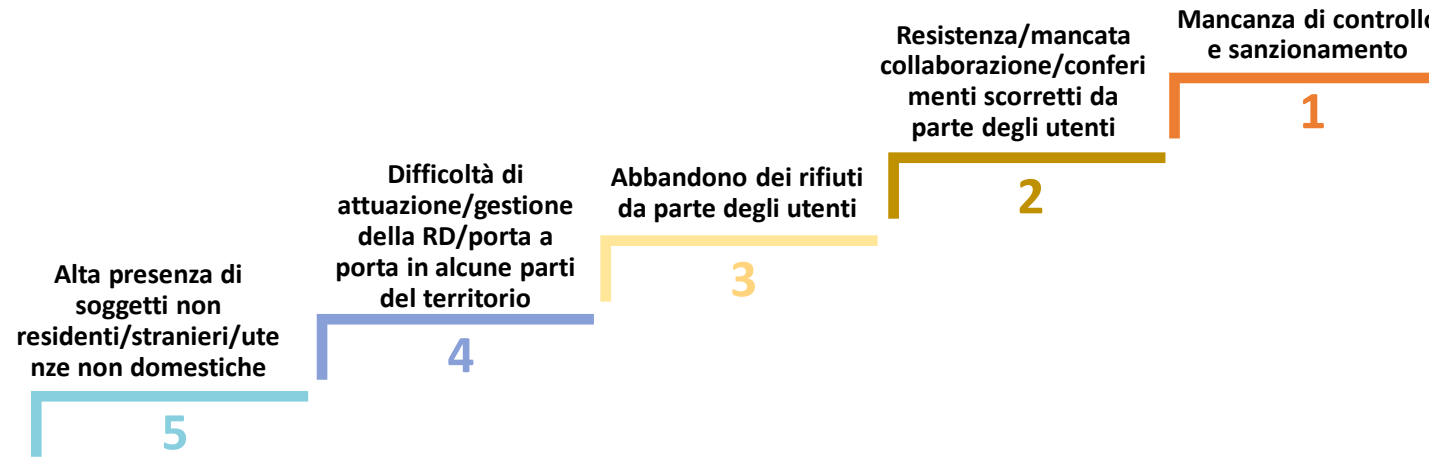 Mancanza di controllo
e sanzionamento
1
Resistenza/mancata
collaborazione/conferi
menti scorretti da
parte degli utenti
2
Abbandono dei rifiuti
da parte degli utenti
3
Difficoltà di
attuazione/gestione
della RD/porta a
porta in alcune parti
del territorio
4
Alta presenza di
soggetti non
residenti/stranieri/ute
nze non domestiche
5